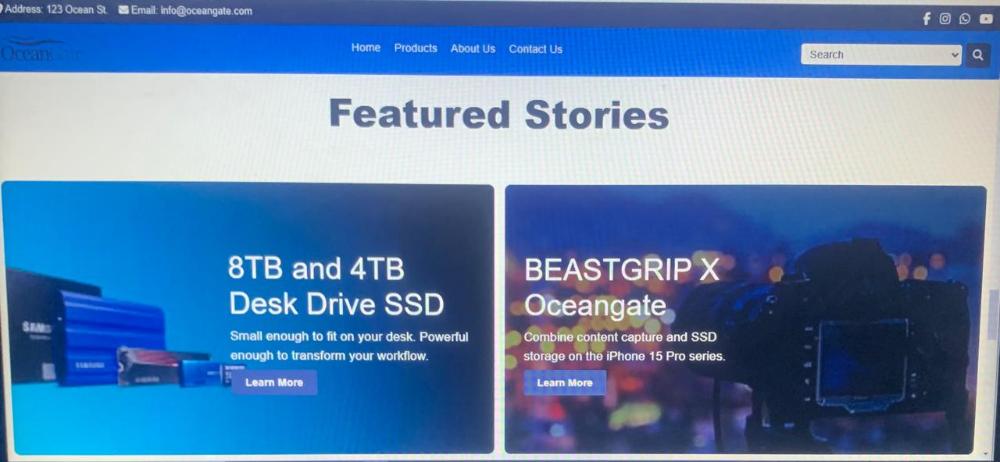 Address: 123 Ocean St. Email: info@oceangate.com
OceanGate
Home Products About Us Contact Us
Search
Featured Stories
8TB and 4TB
Desk Drive SSD
Small enough to fit on your desk. Powerful
enough to transform your workflow.
Learn More
BEASTGRIP X
Oceangate
Combine content capture and SSD
storage on the iPhone 15 Pro series.
Learn More
SAMS
SAMSUNG